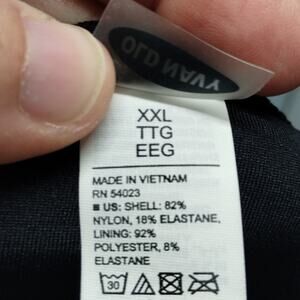 OLD NAVY
XXL
TTG
EEG
MADE IN VIETNAM
RN 54023
■ US: SHELL: 82%
NYLON, 18% ELASTANE,
LINING: 92%
POLYESTER, 8%
ELASTANE
30